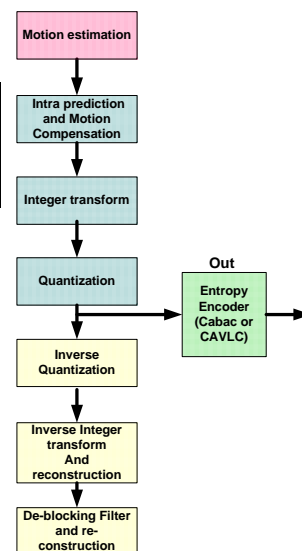 Motion estimation
Intra prediction
and Motion
Compensation
Integer transform
Quantization
Out
Entropy
Encoder
(Cabac or
CAVLC)
Inverse
Quantization
Inverse Integer
transform
And
reconstruction
De-blocking Filter
and re-
construction